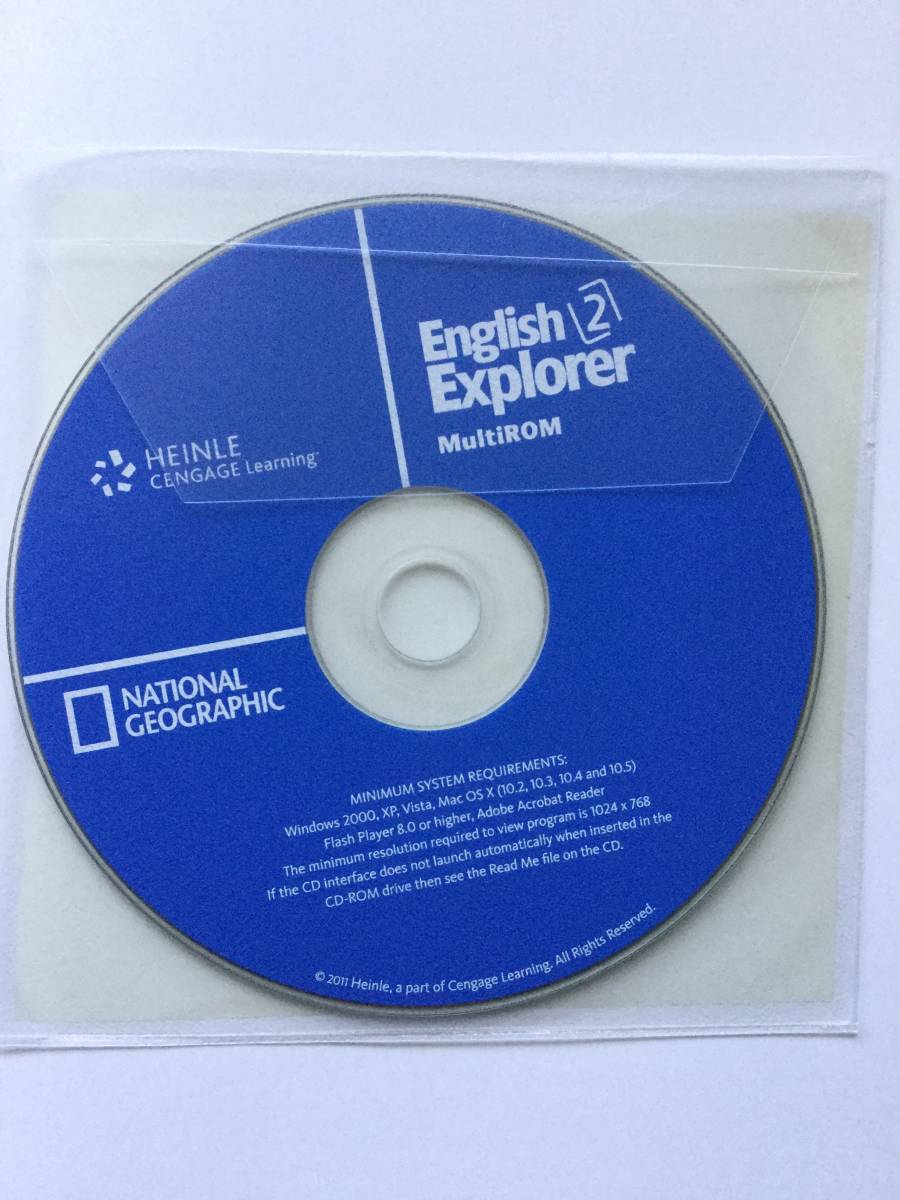 English 2
Explorer
MultiROM
HEINLE
CENGAGE Learning™
NATIONAL
GEOGRAPHIC
MINIMUM SYSTEM REQUIREMENTS:
Windows 2000, XP, Vista, Mac OS X (10.2, 10.3, 10.4 and 10.5)
Flash Player 8.0 or higher, Adobe Acrobat Reader
The minimum resolution required to view program is 1024 x 768
If the CD interface does not launch automatically when inserted in the
CD-ROM drive then see the Read Me file on the CD.
© 2011 Heinle, a part of Cengage Learning. All Rights Reserved.